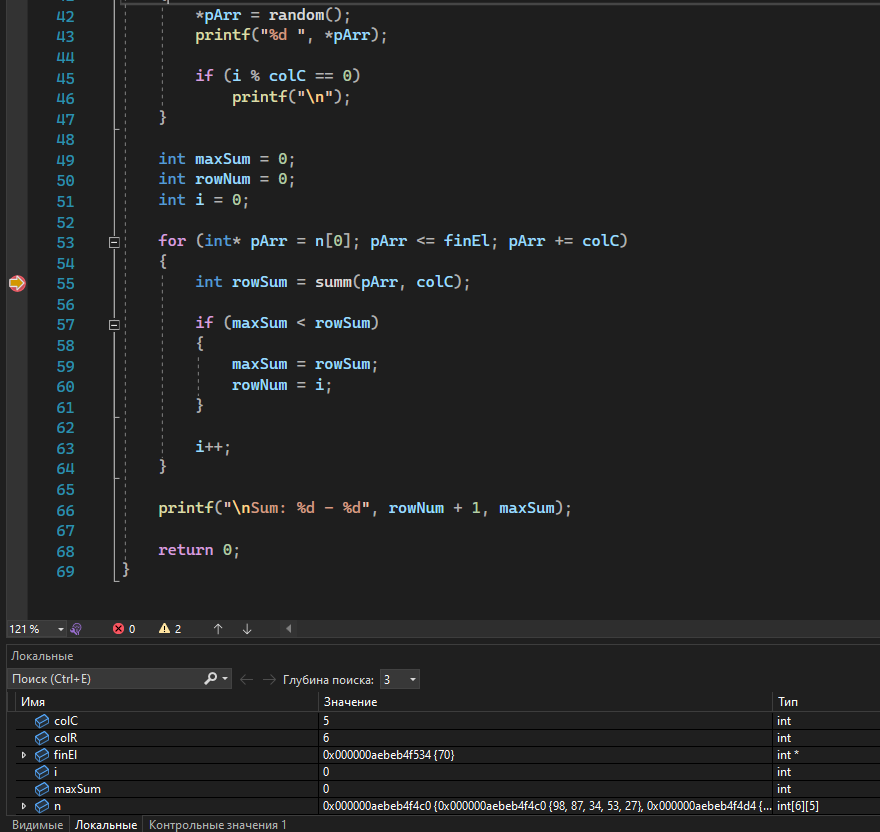 42 *pArr = random();
43 printf("%d ", *pArr);
44
45 if (i % colC == 0)
46 printf("\n");
47 }
48
49 int maxSum = 0;
50 int rowNum = 0;
51 int i = 0;
52
53 for (int* pArr = n[0]; pArr <= finEl; pArr += colC)
54 {
55 int rowSum = summ(pArr, colC);
56
57 if (maxSum < rowSum)
58 {
59 maxSum = rowSum;
60 rowNum = i;
61 }
62
63 i++;
64 }
65
66 printf("\nSum: %d - %d", rowNum + 1, maxSum);
67
68 return 0;
69 }
121 % 0 2
Локальные
Поиск (Ctrl+E) Глубина поиска: 3
Имя Значение Тип
colC 5 int
colR 6 int
finEl 0x000000aebeb4f534 {70} int *
i 0 int
maxSum 0 int
n 0x000000aebeb4f4c0 {0x000000aebeb4f4c0 {98, 87, 34, 53, 27}, 0x000000aebeb4f4d4 {... int[6][5]
Видимые Локальные Контрольные значения 1